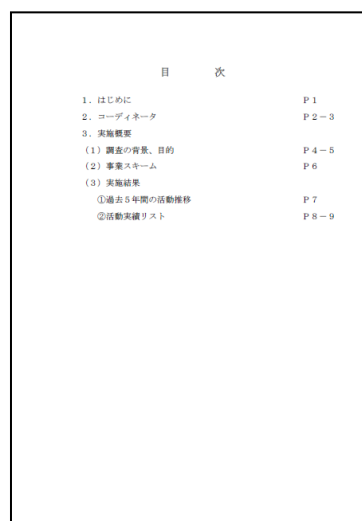 目　　　次
１．はじめに　Ｐ１
２．コーディネータ　Ｐ２－３
３．実施概要
（１）調査の背景、目的　Ｐ４－５
（２）事業スキーム　Ｐ６
（３）実施結果
①過去５年間の活動推移　Ｐ７
②活動実績リスト　Ｐ８－９